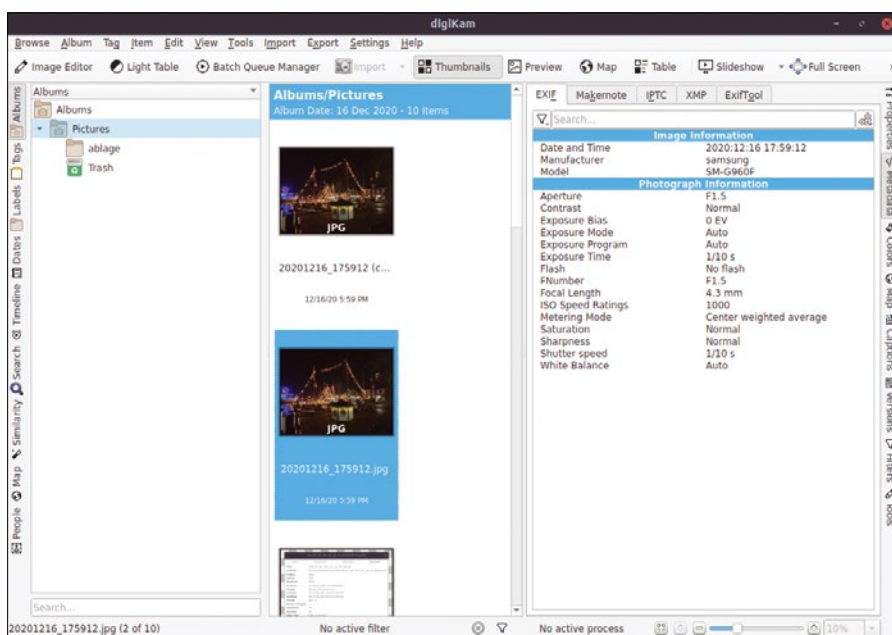 digiKam
Browse Album Tag Item Edit View Tools Import Export Settings Help
Image Editor Light Table Batch Queue Manager Import Thumbnails Preview Map Table Slideshow Full Screen
Albums
Tags
Labels
Dates
Timeline
Search
Similarity
Map
People
Albums
Albums
Pictures
ablage
Trash
Search...
Albums/Pictures
Album Date: 16 Dec 2020 - 10 items
JPG
20201216_175912 (c...
12/16/20 5:59 PM
JPG
20201216_175912.jpg
12/16/20 5:59 PM
EXIF Makernote IPTC XMP ExifTool
Search...
Image Information
Date and Time 2020:12:16 17:59:12
Manufacturer samsung
Model SM-G960F
Photograph Information
Aperture F1.5
Contrast Normal
Exposure Bias 0 EV
Exposure Mode Auto
Exposure Program Auto
Exposure Time 1/10 s
Flash No flash
FNumber F1.5
Focal Length 4.3 mm
ISO Speed Ratings 1000
Metering Mode Center weighted average
Saturation Normal
Sharpness Normal
Shutter speed 1/10 s
White Balance Auto
Properties
Metadata
Colors
Map
Captions
Versions
Filters
Tools
20201216_175912.jpg (2 of 10) No active filter No active process 10%